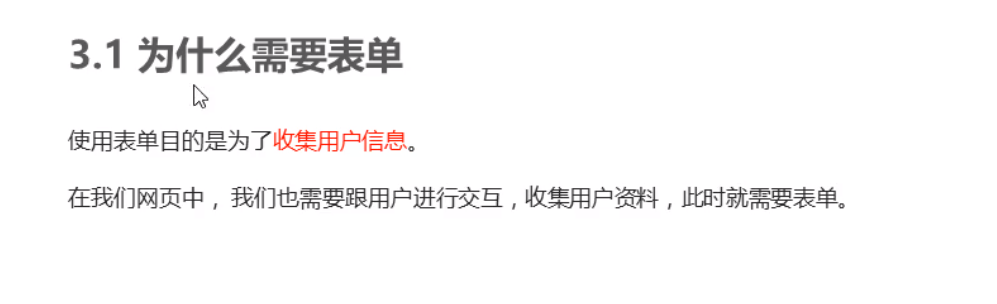 3.1 为什么需要表单
使用表单目的是为了收集用户信息。
在我们网页中， 我们也需要跟用户进行交互，收集用户资料，此时就需要表单。